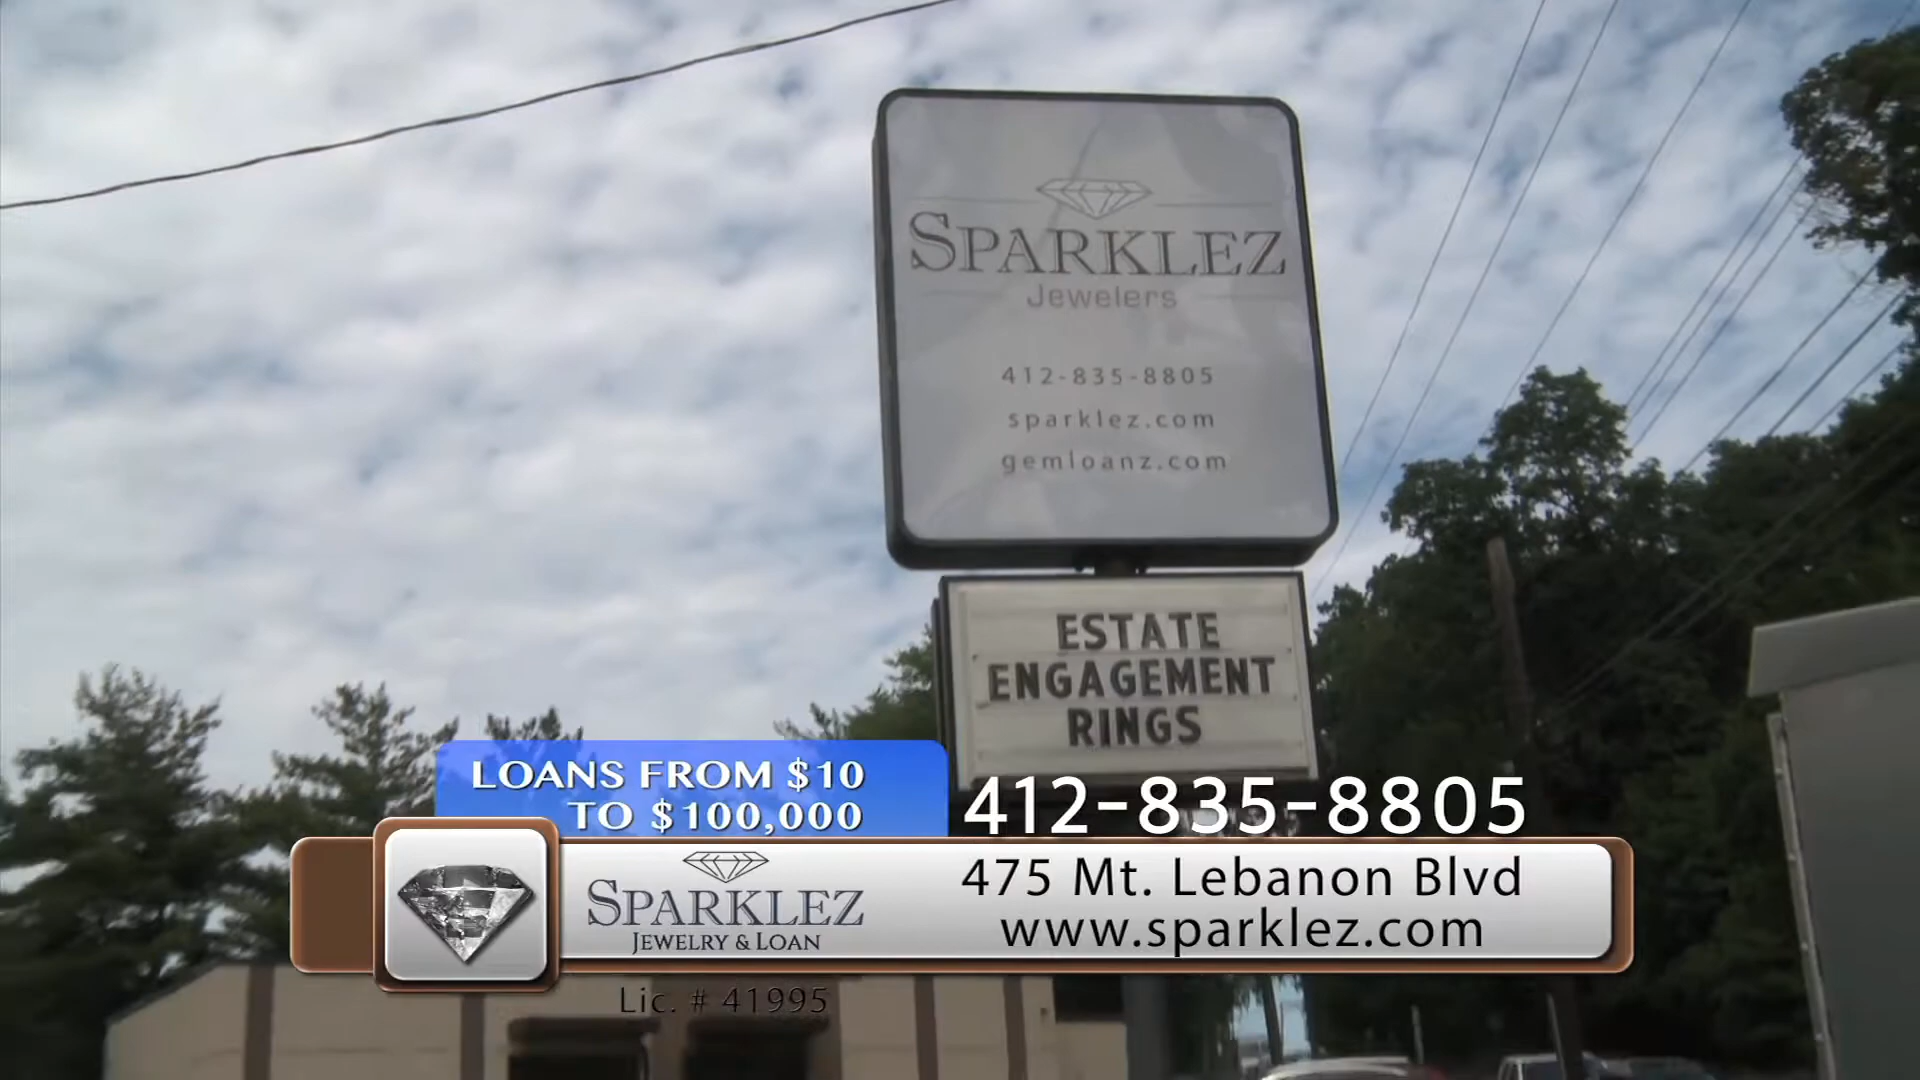 SPARKLEZ
Jewelers
412-835-8805
sparklez.com
gemloanz.com
ESTATE
ENGAGEMENT
RINGS
LOANS FROM $10
TO $100,000
412-835-8805
SPARKLEZ
JEWELRY & LOAN
475 Mt. Lebanon Blvd
www.sparklez.com
Lic. # 41995